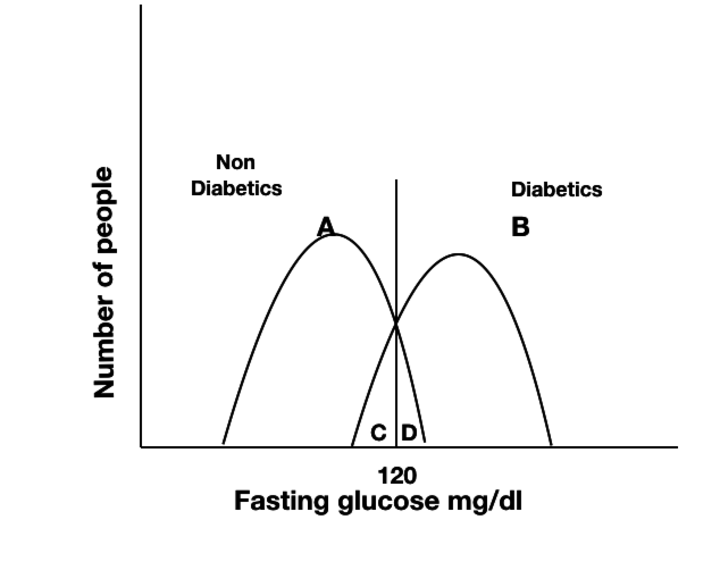 Non
Diabetics
Diabetics
A
B
Number of people
C
D
120
Fasting glucose mg/dl